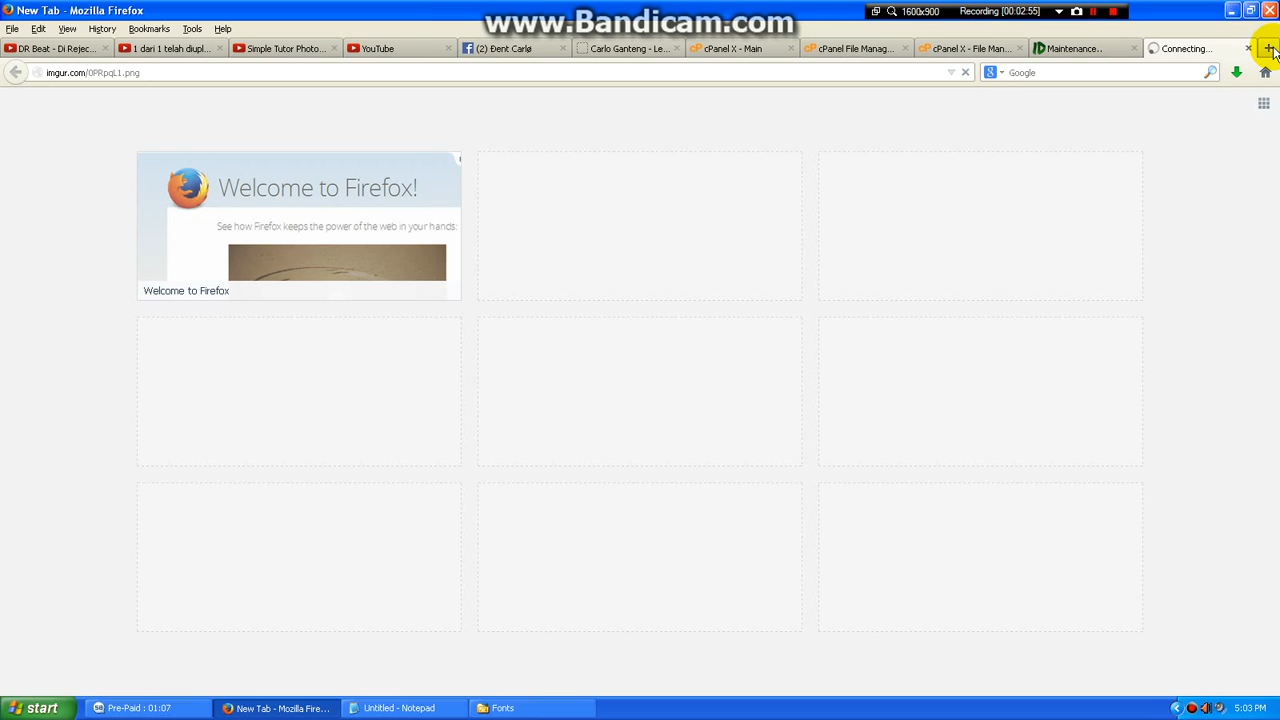 New Tab - Mozilla Firefox
www.Bandicam.com
1600x900
Recording [00:02:55]
File Edit View History Bookmarks Tools Help
DR Beat - Di Rejec...
1 dari 1 telah diupl...
Simple Tutor Photo...
YouTube
(2) Đent Carlø
Carlo Ganteng - Le...
cPanel X - Main
cPanel File Manag...
cPanel X - File Man...
Maintenance..
Connecting...
imgur.com/0PRpqL1.png
Google
Welcome to Firefox!
See how Firefox keeps the power of the web in your hands:
Welcome to Firefox
start
Pre-Paid : 01:07
New Tab - Mozilla Fire...
Untitled - Notepad
Fonts
5:03 PM